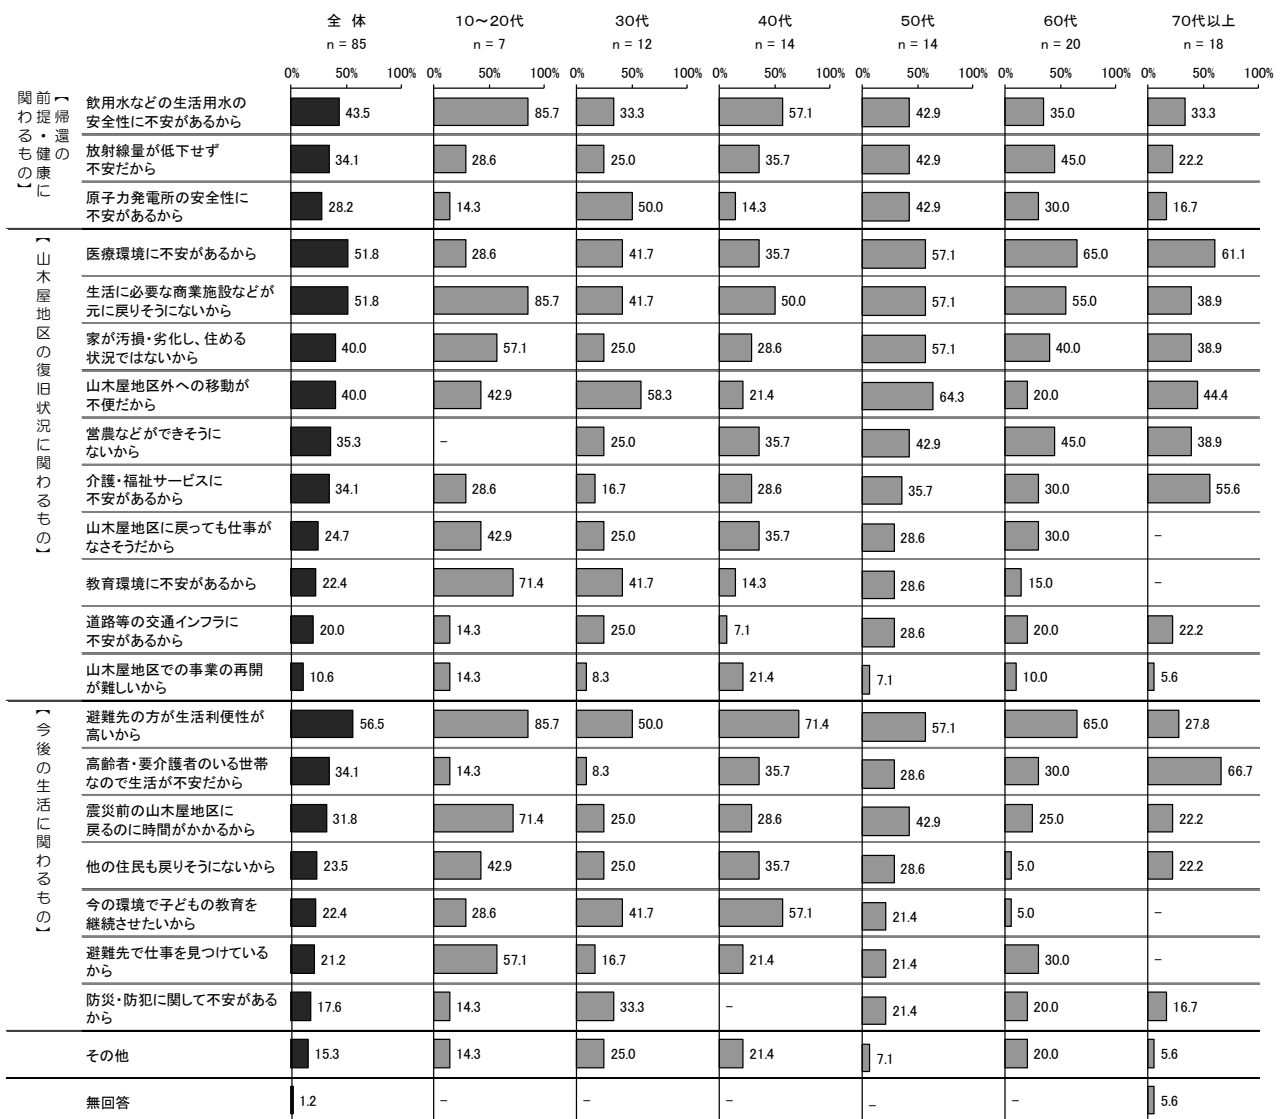 全 体 10～20代 30代 40代 50代 60代 70代以上
n = 85 n = 7 n = 12 n = 14 n = 14 n = 20 n = 18
0% 50% 100% 0% 50% 100% 0% 50% 100% 0% 50% 100% 0% 50% 100% 0% 50% 100% 0% 50% 100%
【帰還の
前提・健康に
関わるもの】
飲用水などの生活用水の
安全性に不安があるから
43.5 85.7 33.3 57.1 42.9 35.0 33.3
放射線量が低下せず
不安だから
34.1 28.6 25.0 35.7 42.9 45.0 22.2
原子力発電所の安全性に
不安があるから
28.2 14.3 50.0 14.3 42.9 30.0 16.7
【山木屋地区の復旧状況に関わるもの】
医療環境に不安があるから
51.8 28.6 41.7 35.7 57.1 65.0 61.1
生活に必要な商業施設などが
元に戻りそうにないから
51.8 85.7 41.7 50.0 57.1 55.0 38.9
家が汚損・劣化し、住める
状況ではないから
40.0 57.1 25.0 28.6 57.1 40.0 38.9
山木屋地区外への移動が
不便だから
40.0 42.9 58.3 21.4 64.3 20.0 44.4
営農などができそうに
ないから
35.3 － 25.0 35.7 42.9 45.0 38.9
介護・福祉サービスに
不安があるから
34.1 28.6 16.7 28.6 35.7 30.0 55.6
山木屋地区に戻っても仕事が
なさそうだから
24.7 42.9 25.0 35.7 28.6 30.0 －
教育環境に不安があるから
22.4 71.4 41.7 14.3 28.6 15.0 －
道路等の交通インフラに
不安があるから
20.0 14.3 25.0 7.1 28.6 20.0 22.2
山木屋地区での事業の再開
が難しいから
10.6 14.3 8.3 21.4 7.1 10.0 5.6
【今後の生活に関わるもの】
避難先の方が生活利便性が
高いから
56.5 85.7 50.0 71.4 57.1 65.0 27.8
高齢者・要介護者のいる世帯
なので生活が不安だから
34.1 14.3 8.3 35.7 28.6 30.0 66.7
震災前の山木屋地区に
戻るのに時間がかかるから
31.8 71.4 25.0 28.6 42.9 25.0 22.2
他の住民も戻りそうにないから
23.5 42.9 25.0 35.7 28.6 5.0 22.2
今の環境で子どもの教育を
継続させたいから
22.4 28.6 41.7 57.1 21.4 5.0 －
避難先で仕事を見つけている
から
21.2 57.1 16.7 21.4 21.4 30.0 －
防災・防犯に関して不安がある
から
17.6 14.3 33.3 － 21.4 20.0 16.7
その他
15.3 14.3 25.0 21.4 7.1 20.0 5.6
無回答
1.2 － － － － － 5.6